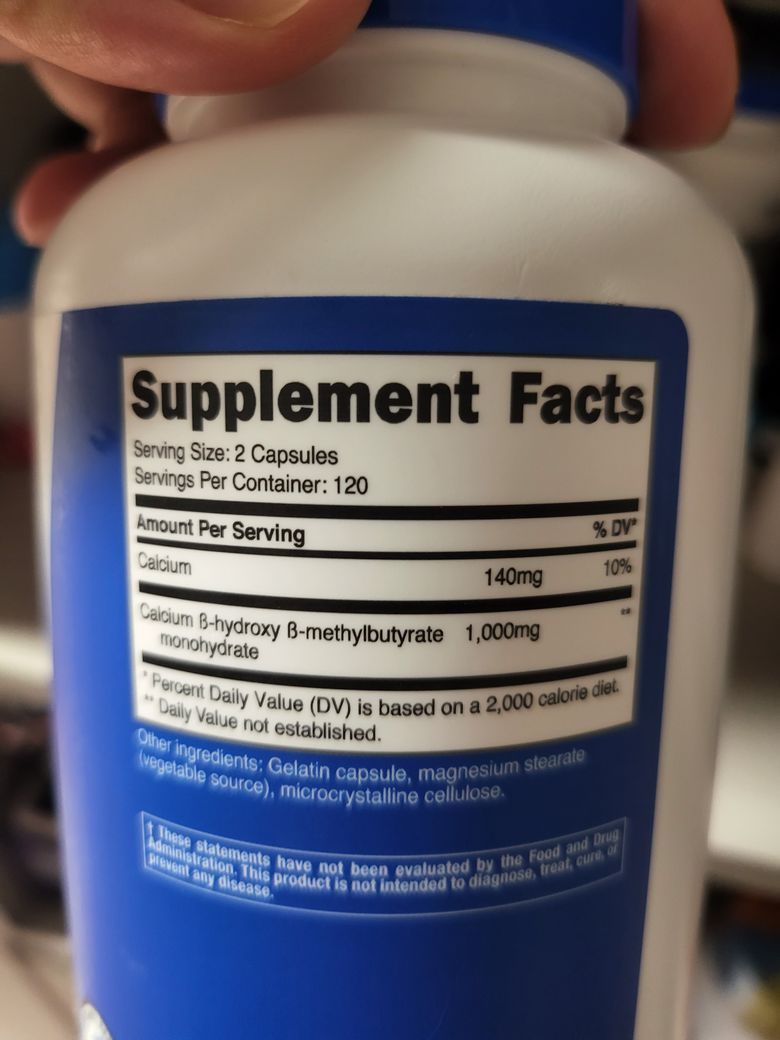 Supplement Facts
Serving Size: 2 Capsules
Servings Per Container: 120
Amount Per Serving % DV*
Calcium 140mg 10%
Calcium ß-hydroxy ß-methylbutyrate 1,000mg **
monohydrate
* Percent Daily Value (DV) is based on a 2,000 calorie diet.
** Daily Value not established.
Other ingredients: Gelatin capsule, magnesium stearate
(vegetable source), microcrystalline cellulose.
† These statements have not been evaluated by the Food and Drug
Administration. This product is not intended to diagnose, treat, cure, or
prevent any disease.